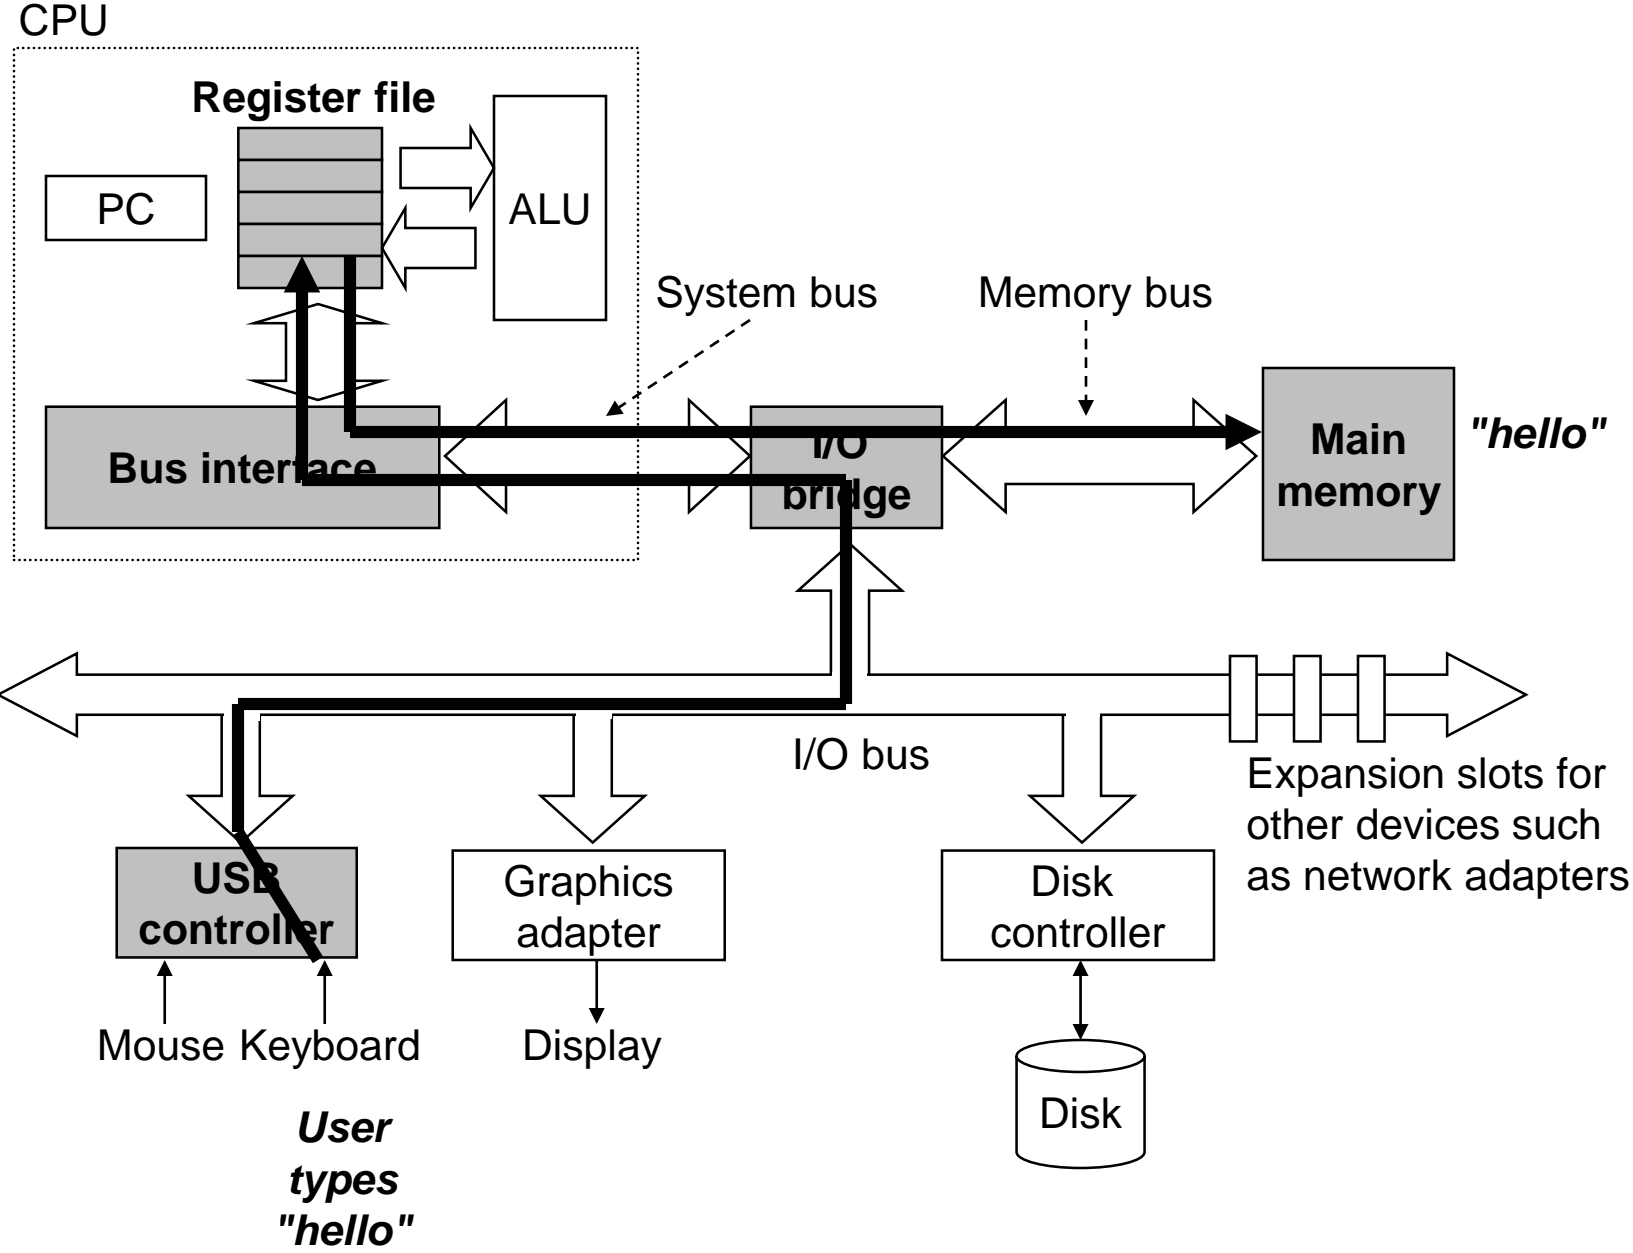 CPU
Register file
PC
ALU
System bus
Memory bus
Bus interface
I/O
bridge
Main
memory
"hello"
I/O bus
Expansion slots for
other devices such
as network adapters
USB
controller
Graphics
adapter
Disk
controller
Mouse
Keyboard
Display
Disk
User
types
"hello"